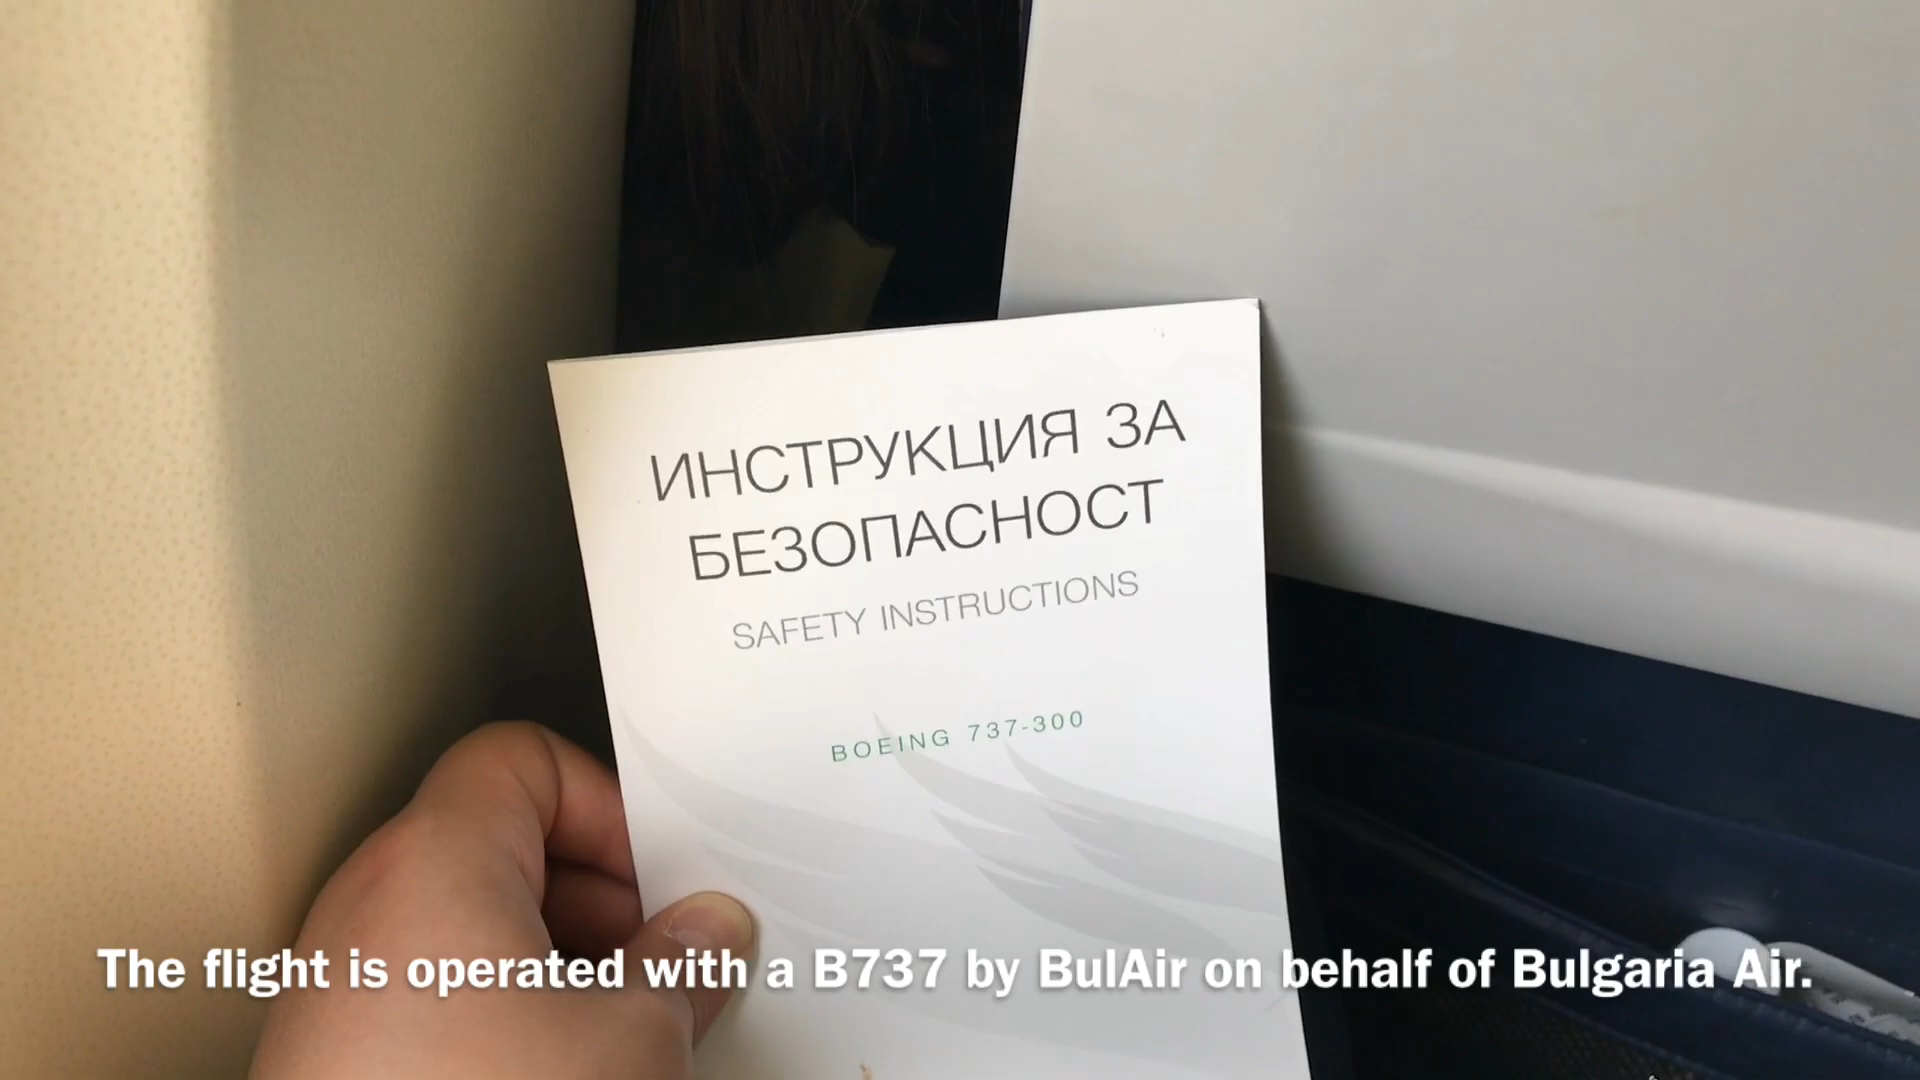 ИНСТРУКЦИЯ ЗА
БЕЗОПАСНОСТ
SAFETY INSTRUCTIONS
BOEING 737-300
The flight is operated with a B737 by BulAir on behalf of Bulgaria Air.